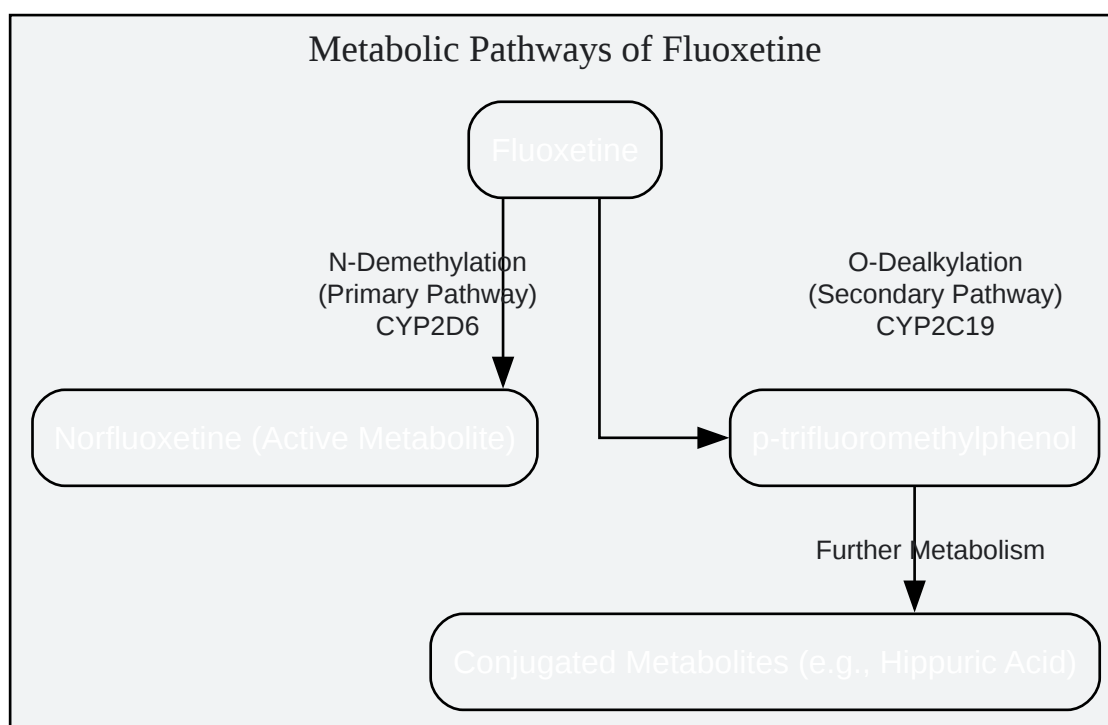 Metabolic Pathways of Fluoxetine
Fluoxetine
N-Demethylation
(Primary Pathway)
CYP2D6
O-Dealkylation
(Secondary Pathway)
CYP2C19
Norfluoxetine (Active Metabolite)
p-trifluoromethylphenol
Further Metabolism
Conjugated Metabolites (e.g., Hippuric Acid)